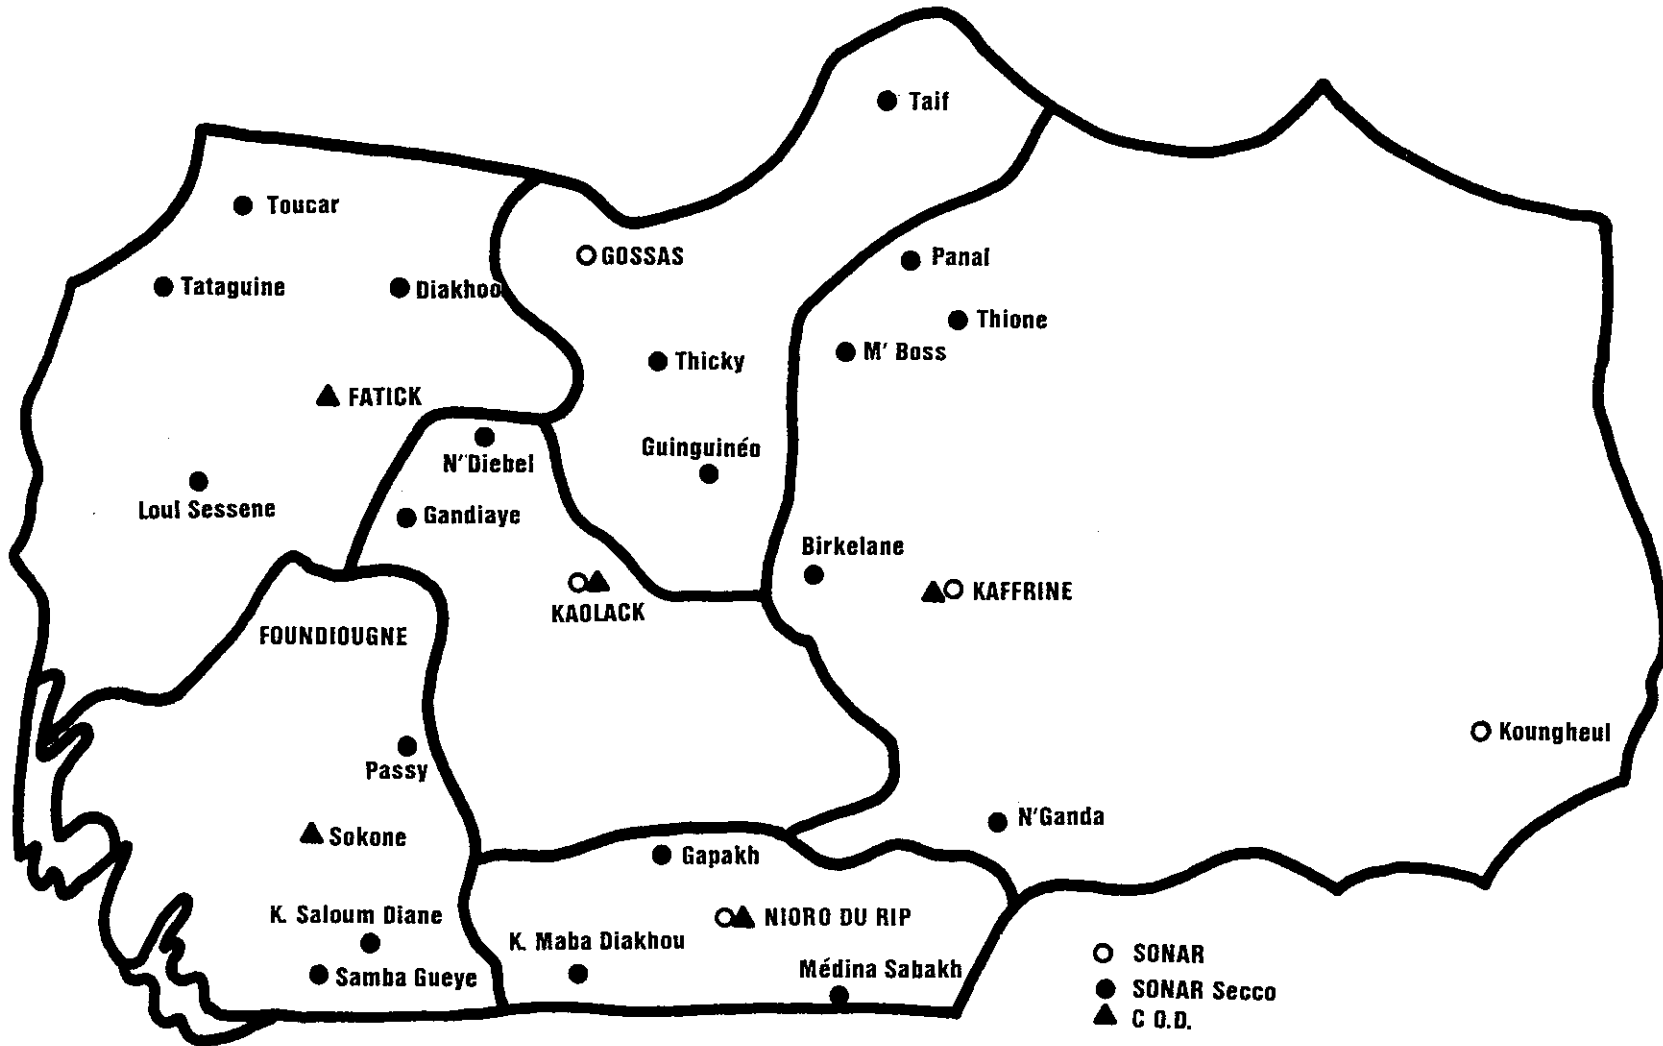 Taif
Toucar
GOSSAS
Panal
Tataguine
Diakhoo
Thione
M' Boss
Thicky
FATICK
Guinguinéo
N'Diebel
Loul Sessene
Gandiaye
Birkelane
KAOLACK
KAFFRINE
FOUNDIOUGNE
Koungheul
Passy
N'Ganda
Sokone
Gapakh
K. Saloum Diane
NIORO DU RIP
K. Maba Diakhou
Médina Sabakh
Samba Gueye
SONAR
SONAR Secco
C O.D.